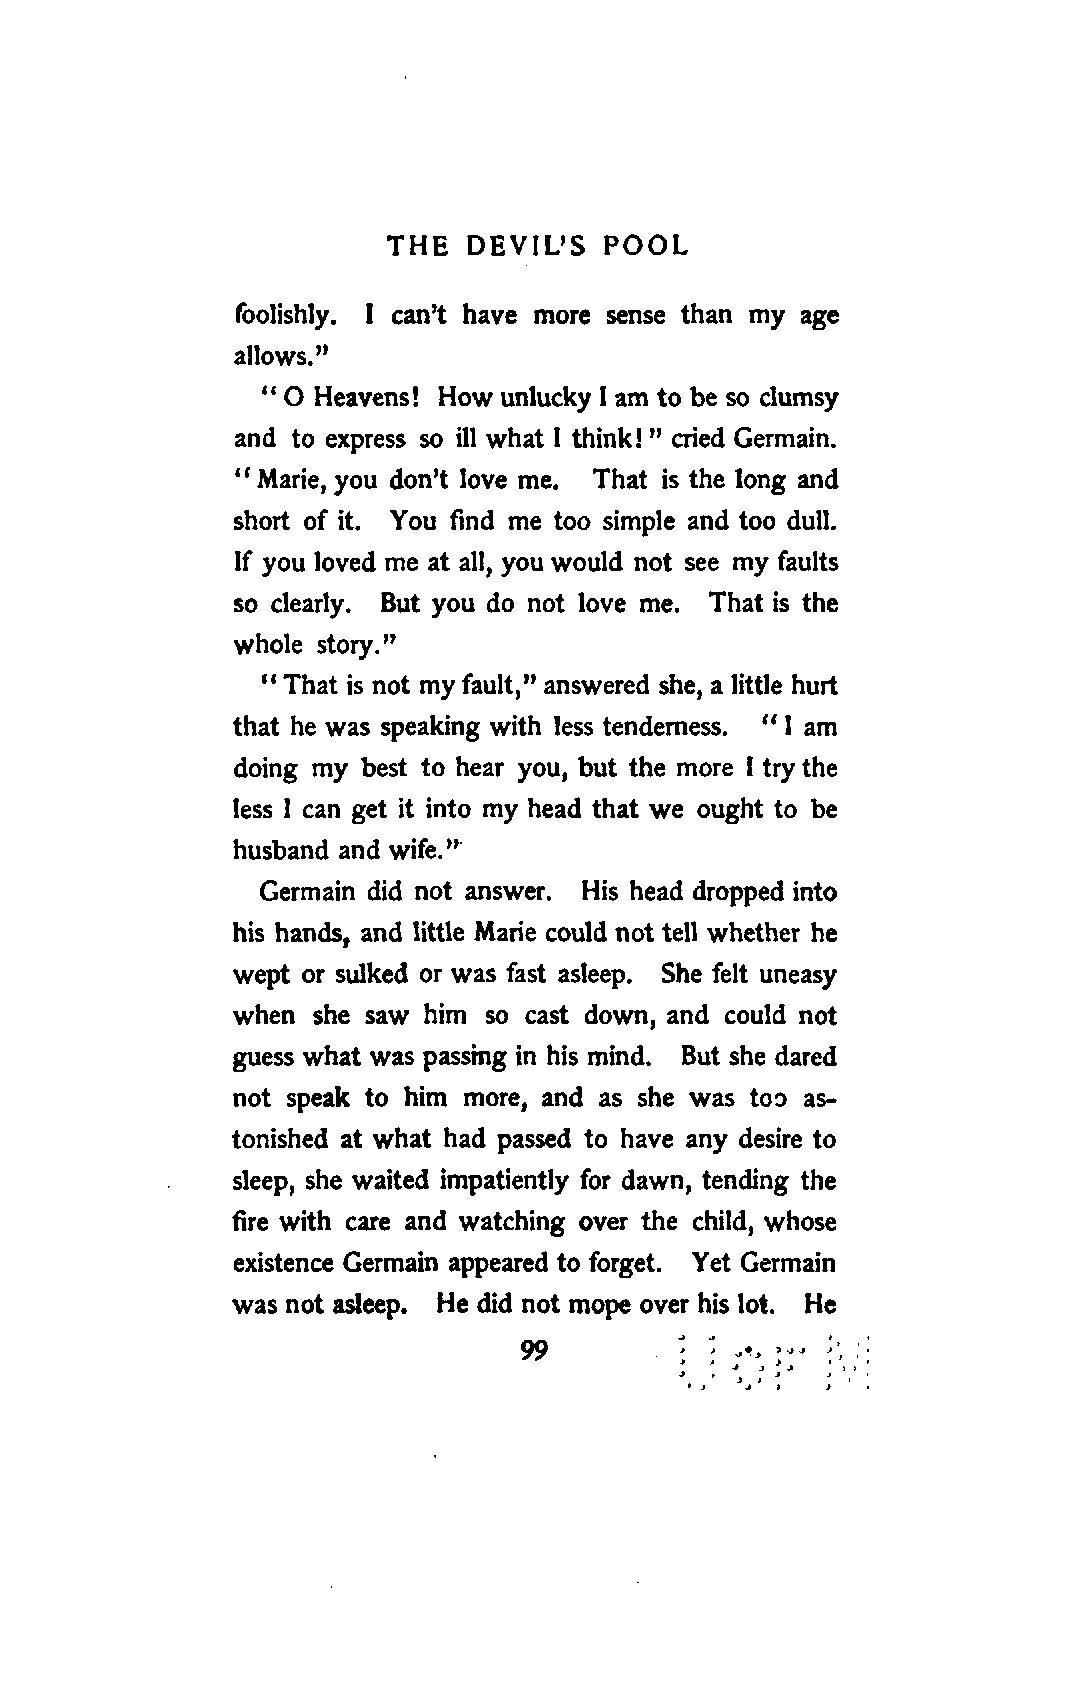 THE DEVIL'S POOL
foolishly. I can't have more sense than my age
allows."
" O Heavens! How unlucky I am to be so clumsy
and to express so ill what I think! " cried Germain.
" Marie, you don't love me. That is the long and
short of it. You find me too simple and too dull.
If you loved me at all, you would not see my faults
so clearly. But you do not love me. That is the
whole story."
" That is not my fault," answered she, a little hurt
that he was speaking with less tenderness. " I am
doing my best to hear you, but the more I try the
less I can get it into my head that we ought to be
husband and wife."
Germain did not answer. His head dropped into
his hands, and little Marie could not tell whether he
wept or sulked or was fast asleep. She felt uneasy
when she saw him so cast down, and could not
guess what was passing in his mind. But she dared
not speak to him more, and as she was too as-
tonished at what had passed to have any desire to
sleep, she waited impatiently for dawn, tending the
fire with care and watching over the child, whose
existence Germain appeared to forget. Yet Germain
was not asleep. He did not mope over his lot. He
99
U OF M